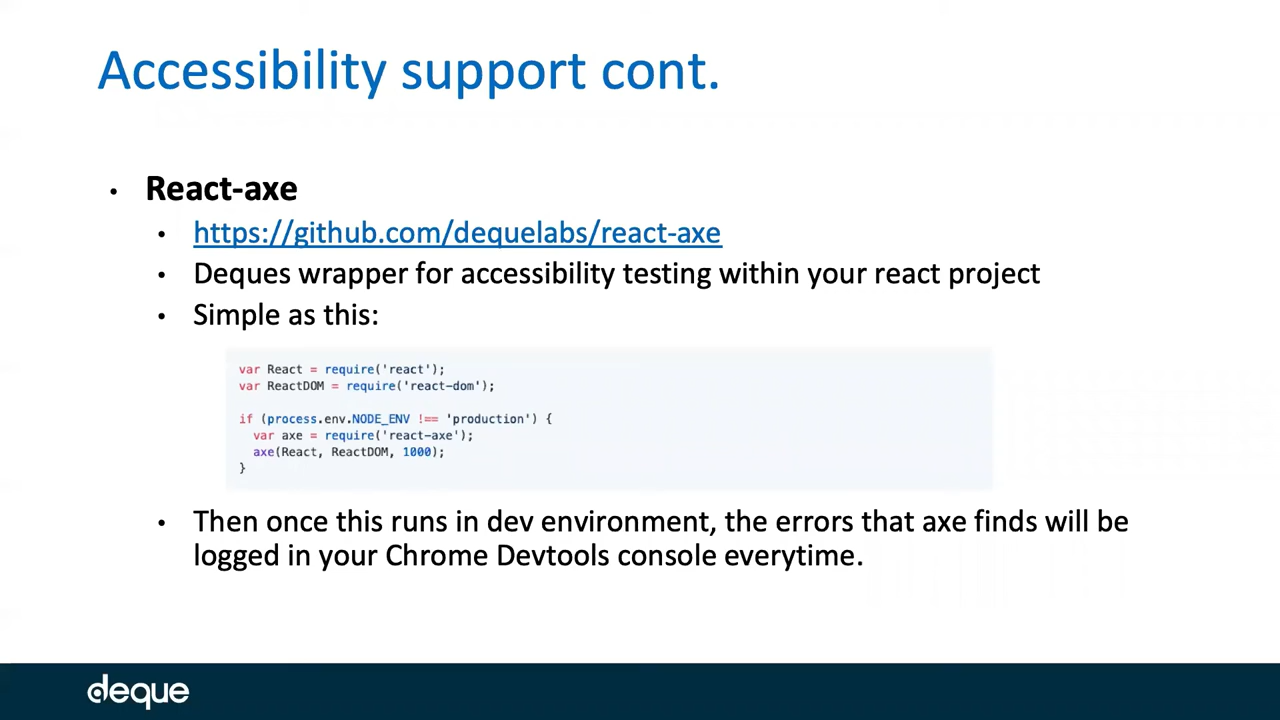 Accessibility support cont.
• React-axe
• https://github.com/dequelabs/react-axe
• Deques wrapper for accessibility testing within your react project
• Simple as this:
var React = require('react');
var ReactDOM = require('react-dom');
if (process.env.NODE_ENV !== 'production') {
  var axe = require('react-axe');
  axe(React, ReactDOM, 1000);
}
• Then once this runs in dev environment, the errors that axe finds will be
logged in your Chrome Devtools console everytime.
deque